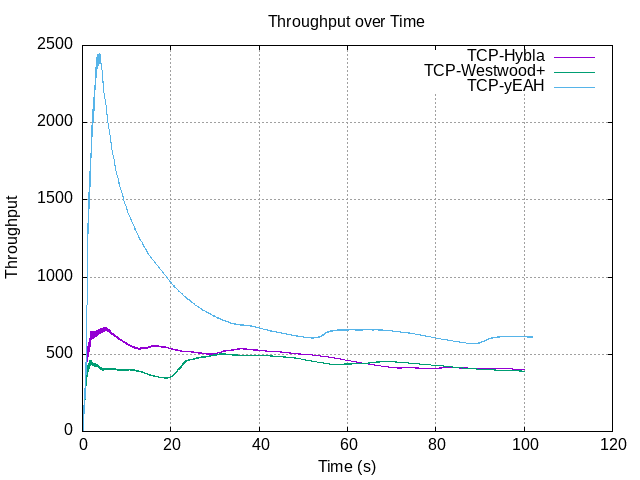 Throughput over Time
TCP-Hybla
TCP-Westwood+
TCP-yEAH
2500
2000
1500
1000
500
0
Throughput
0 20 40 60 80 100 120
Time (s)